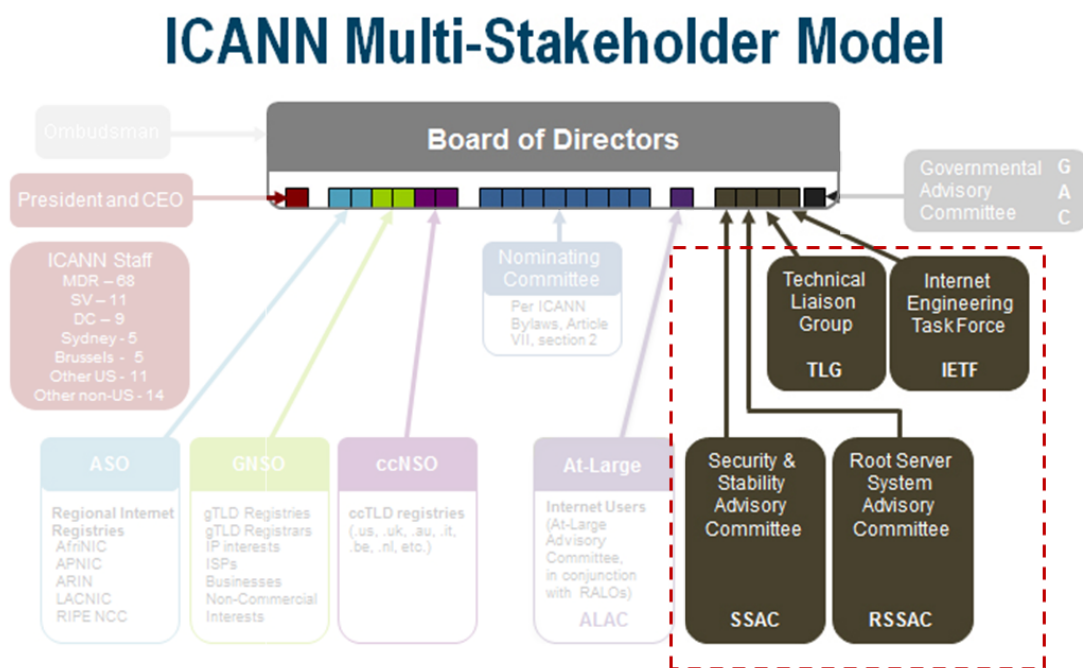 ICANN Multi-Stakeholder Model
Ombudsman
Board of Directors
Governmental G
Advisory A
Committee C
President and CEO
ICANN Staff
MDR – 68
SV – 11
DC – 9
Sydney - 5
Brussels - 5
Other US - 11
Other non-US - 14
Nominating
Committee
Per ICANN
Bylaws, Article
VII, section 2
Technical
Liaison
Group
TLG
Internet
Engineering
Task Force
IETF
ASO
Regional Internet
Registries
AfriNIC
APNIC
ARIN
LACNIC
RIPE NCC
GNSO
gTLD Registries
gTLD Registrars
IP interests
ISPs
Businesses
Non-Commercial
Interests
ccNSO
ccTLD registries
(.us, .uk, .au, .it,
.be, .nl, etc.)
At-Large
Internet Users
(At-Large
Advisory
Committee,
in conjunction
with RALOs)
ALAC
Security &
Stability
Advisory
Committee
SSAC
Root Server
System
Advisory
Committee
RSSAC